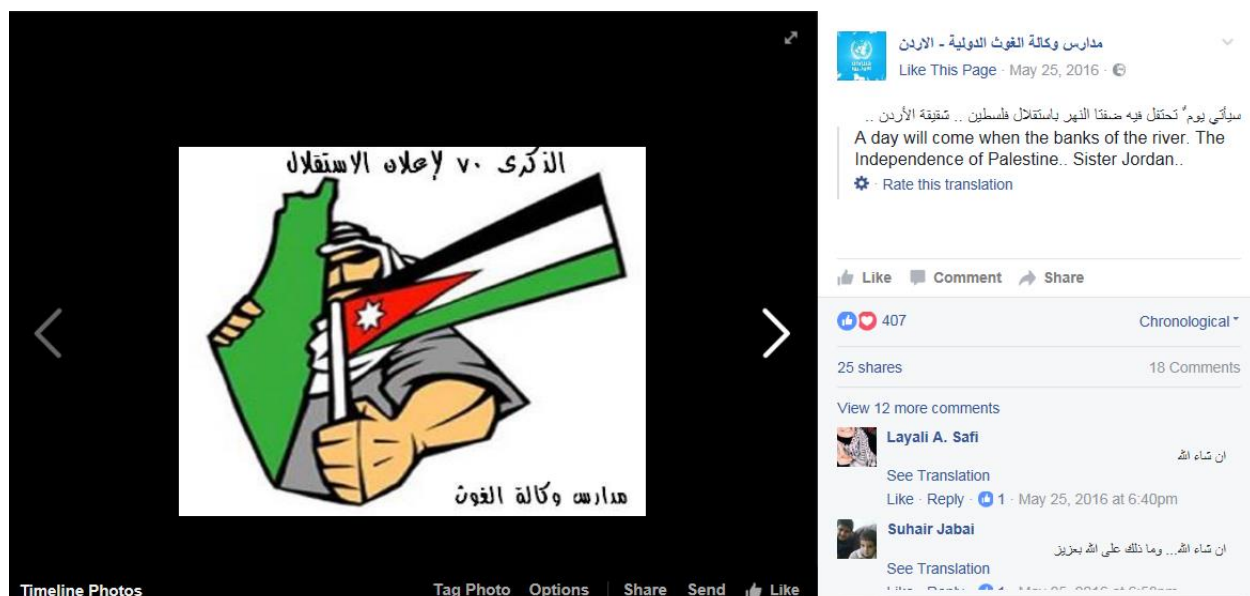 الذكرى ٧٠ لإعلان الاستقلال
مدارس وكالة الغوث
Timeline Photos
Tag Photo Options Share Send Like
مدارس وكالة الغوث الدولية - الاردن
Like This Page · May 25, 2016 ·
سيأتي يومٌ تحتفل فيه ضفتا النهر باستقلال فلسطين .. شقيقة الأردن ..
A day will come when the banks of the river. The
Independence of Palestine.. Sister Jordan..
· Rate this translation
Like Comment Share
407 Chronological
25 shares 18 Comments
View 12 more comments
Layali A. Safi
ان شاء الله
See Translation
Like · Reply · 1 · May 25, 2016 at 6:40pm
Suhair Jabai
ان شاء الله... وما ذلك على الله بعزيز
See Translation